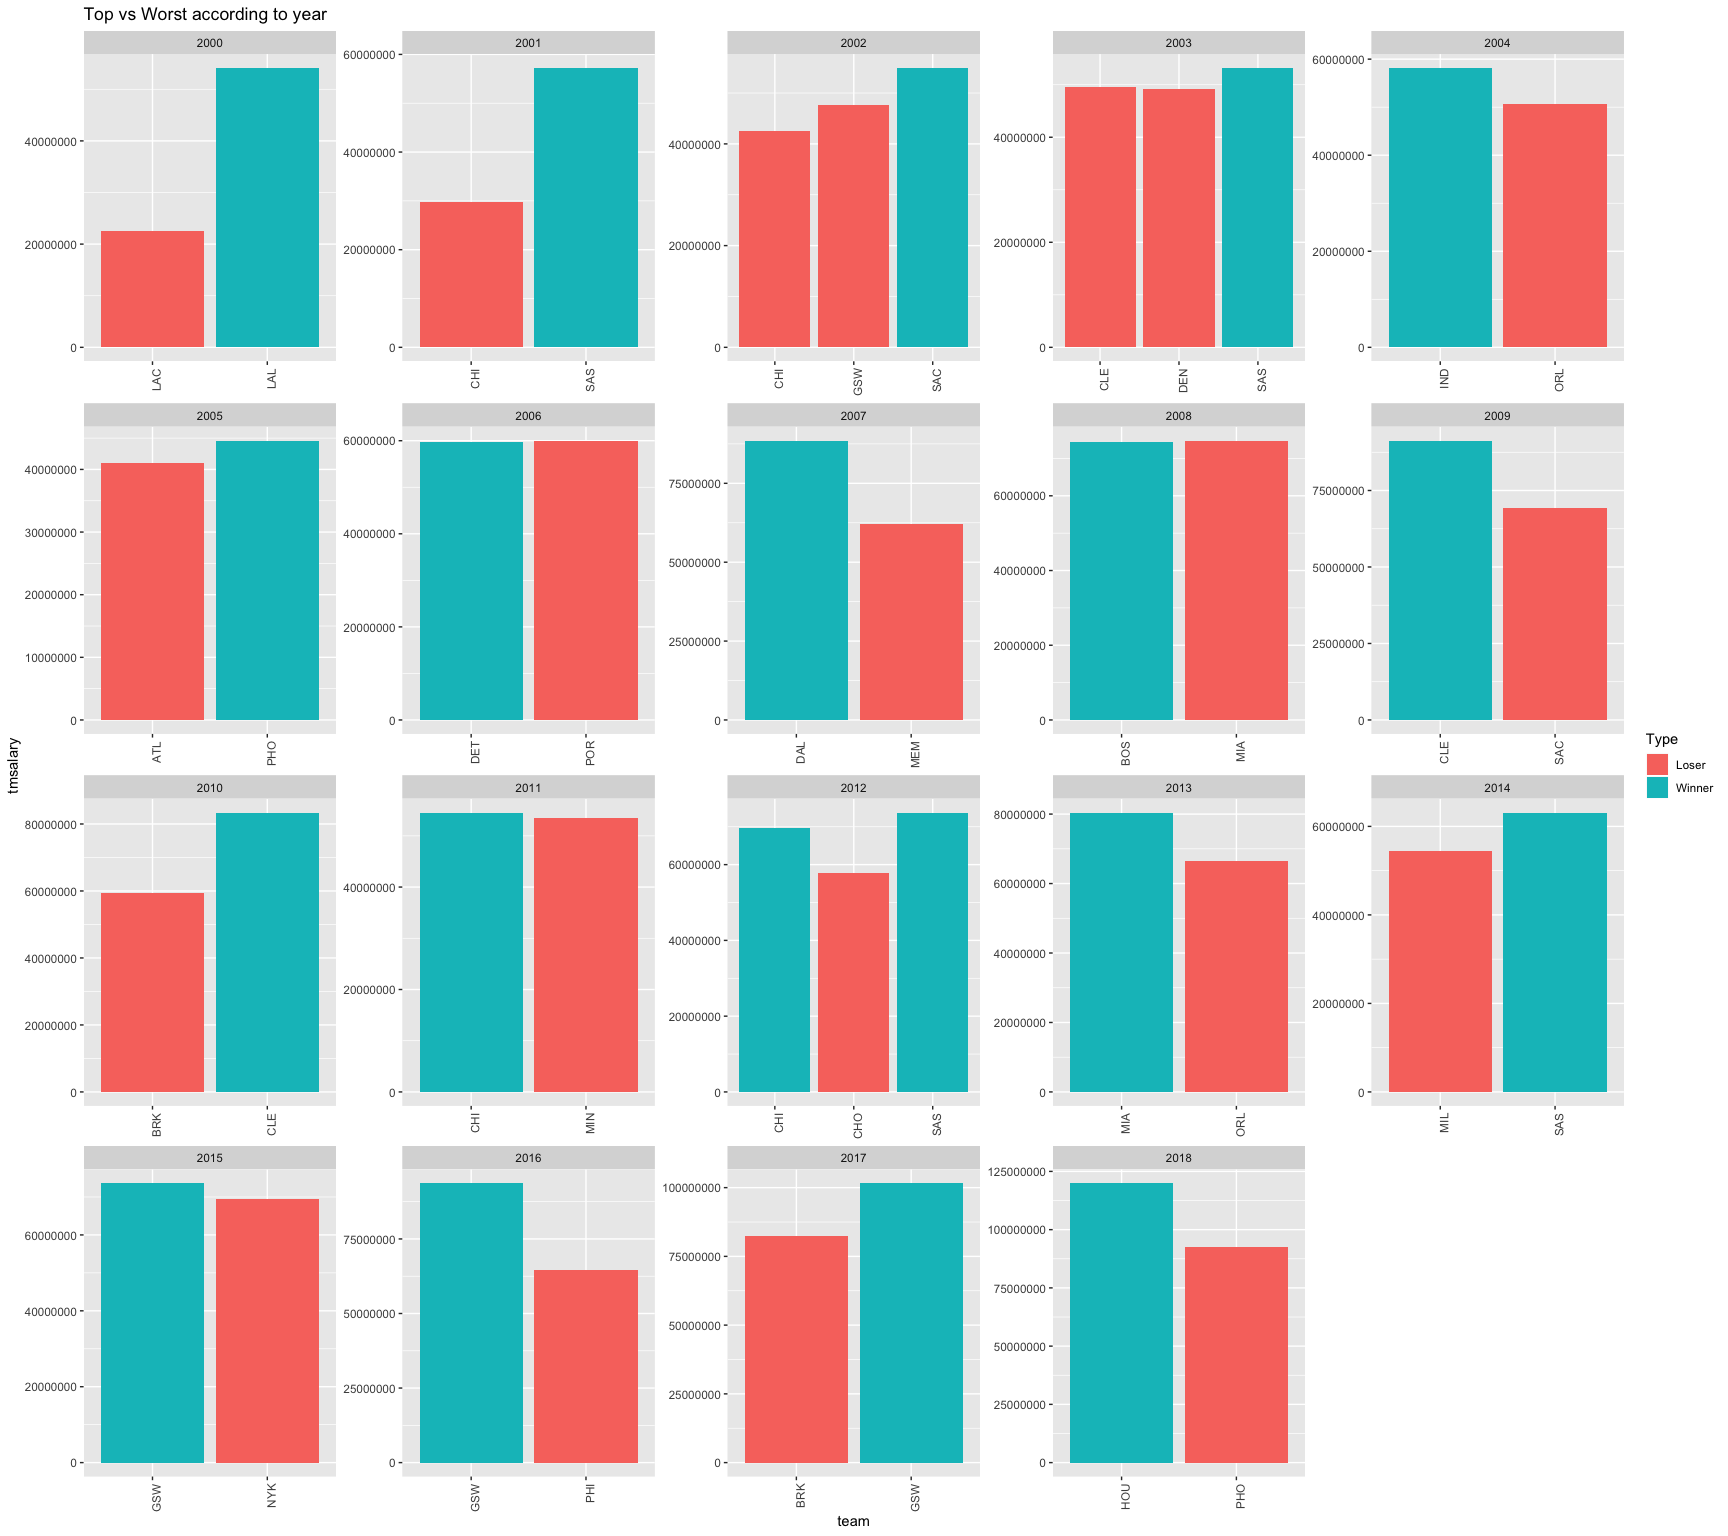 Top vs Worst according to year
2000
2001
2002
2003
2004
40000000
20000000
0
LAC
LAL
60000000
40000000
20000000
0
CHI
SAS
40000000
20000000
0
CHI
GSW
SAC
40000000
20000000
0
CLE
DEN
SAS
60000000
40000000
20000000
0
IND
ORL
2005
2006
2007
2008
2009
40000000
30000000
20000000
10000000
0
ATL
PHO
60000000
40000000
20000000
0
DET
POR
75000000
50000000
25000000
0
DAL
MEM
60000000
40000000
20000000
0
BOS
MIA
75000000
50000000
25000000
0
CLE
SAC
tmsalary
Type
Loser
Winner
2010
2011
2012
2013
2014
80000000
60000000
40000000
20000000
0
BRK
CLE
40000000
20000000
0
CHI
MIN
60000000
40000000
20000000
0
CHI
CHO
SAS
80000000
60000000
40000000
20000000
0
MIA
ORL
60000000
40000000
20000000
0
MIL
SAS
2015
2016
2017
2018
60000000
40000000
20000000
0
GSW
NYK
75000000
50000000
25000000
0
GSW
PHI
100000000
75000000
50000000
25000000
0
BRK
GSW
125000000
100000000
75000000
50000000
25000000
0
HOU
PHO
team